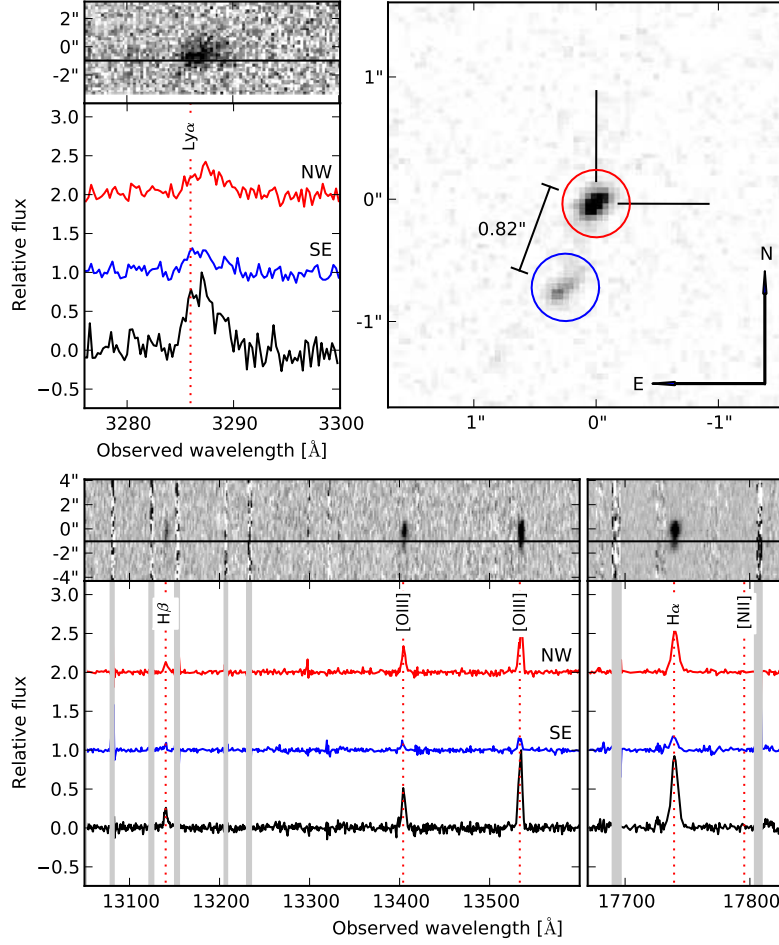 2"
0"
-2"
Lyα
3.0
2.5
2.0
1.5
1.0
0.5
0.0
-0.5
NW
SE
Relative flux
3280
3290
3300
Observed wavelength [Å]
1"
0"
-1"
0.82"
N
E
1"
0"
-1"
4"
2"
0"
-2"
-4"
Hβ
[OIII]
[OIII]
Hα
[NII]
3.0
2.5
2.0
1.5
1.0
0.5
0.0
-0.5
NW
SE
Relative flux
13100
13200
13300
13400
13500
17700
17800
Observed wavelength [Å]